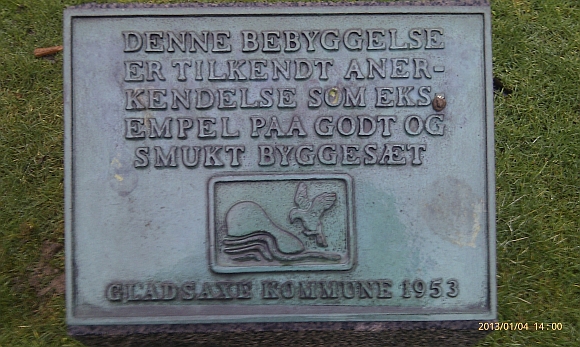 DENNE BEBYGGELSE
ER TILKENDT ANER-
KENDELSE SOM EKS-
EMPEL PAA GODT OG
SMUKT BYGGESÆT
GLADSAXE KOMMUNE 1953
2013/01/04 14:00